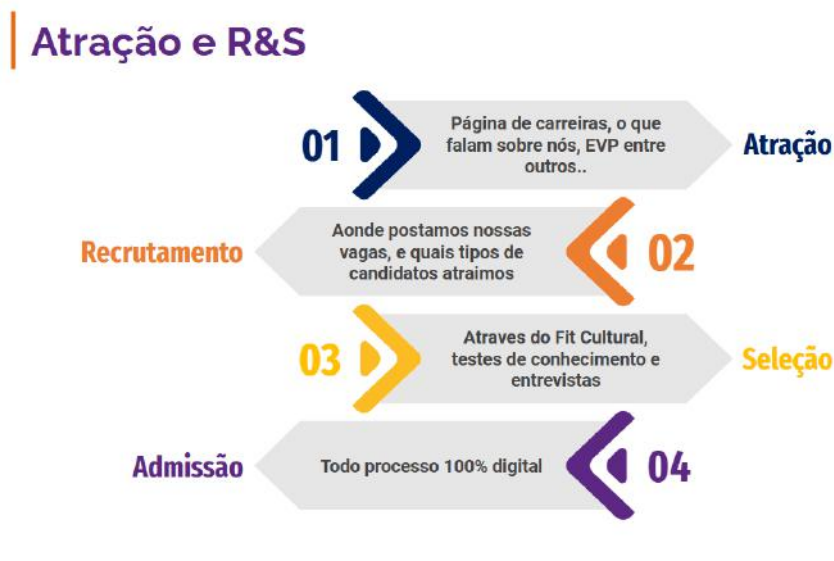 Atração e R&S
01
Página de carreiras, o que
falam sobre nós, EVP entre
outros..
Atração
Recrutamento
Aonde postamos nossas
vagas, e quais tipos de
candidatos atraimos
02
03
Atraves do Fit Cultural,
testes de conhecimento e
entrevistas
Seleção
Admissão
Todo processo 100% digital
04